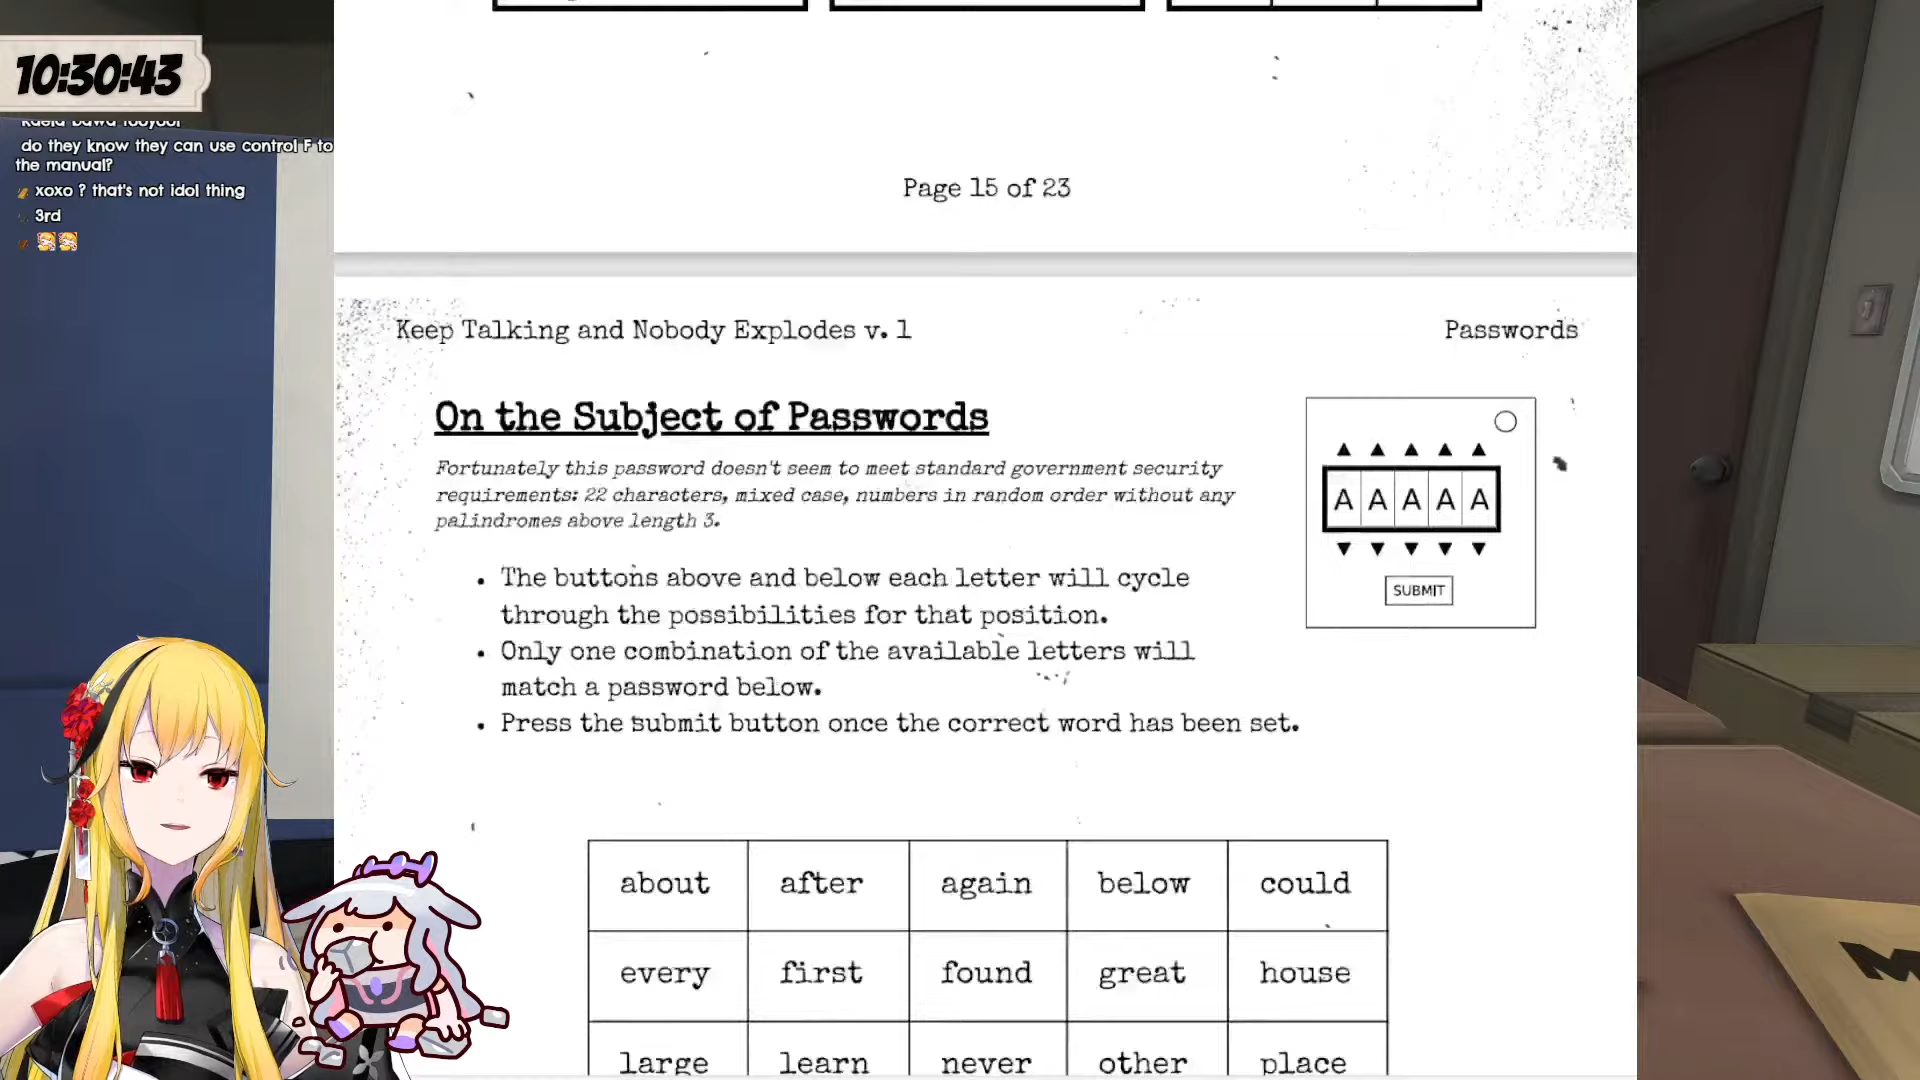 10:30:43
do they know they can use control F to
the manual?
xoxo ? that's not idol thing
3rd
Page 15 of 23
Keep Talking and Nobody Explodes v. 1
Passwords
On the Subject of Passwords
Fortunately this password doesn't seem to meet standard government security
requirements: 22 characters, mixed case, numbers in random order without any
palindromes above length 3.
A A A A A
SUBMIT
• The buttons above and below each letter will cycle
through the possibilities for that position.
• Only one combination of the available letters will
match a password below.
• Press the submit button once the correct word has been set.
about after again below could
every first found great house
large learn never other place